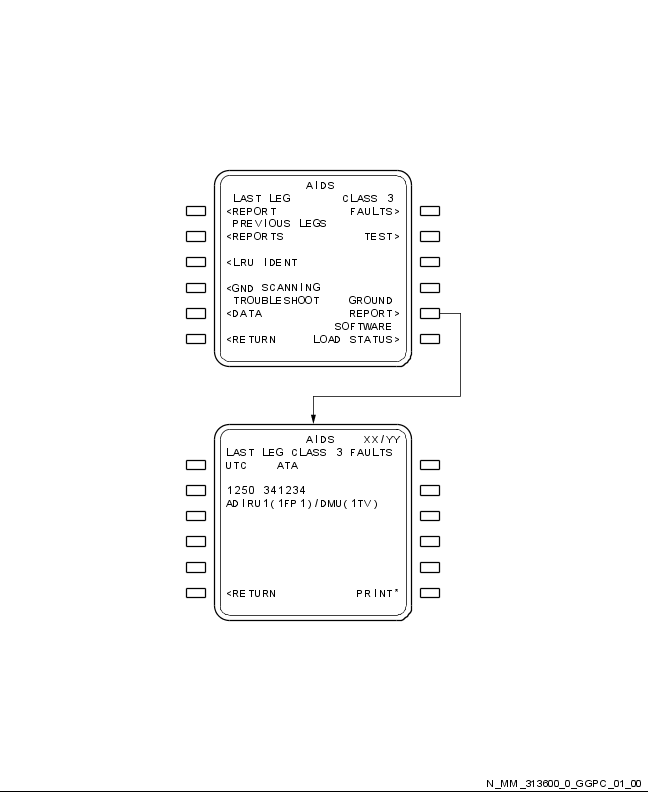 AIDS
LAST LEG CLASS 3
<REPORT FAULTS>
PREVIOUS LEGS
<REPORTS TEST>
<LRU IDENT
<GND SCANNING
TROUBLESHOOT GROUND
<DATA REPORT>
SOFTWARE
<RETURN LOAD STATUS>
AIDS XX/YY
LAST LEG CLASS 3 FAULTS
UTC ATA
1250 341234
ADIRU1(1FP1)/DMU(1TV)
<RETURN PRINT*
N_MM_313600_0_GGPC_01_00